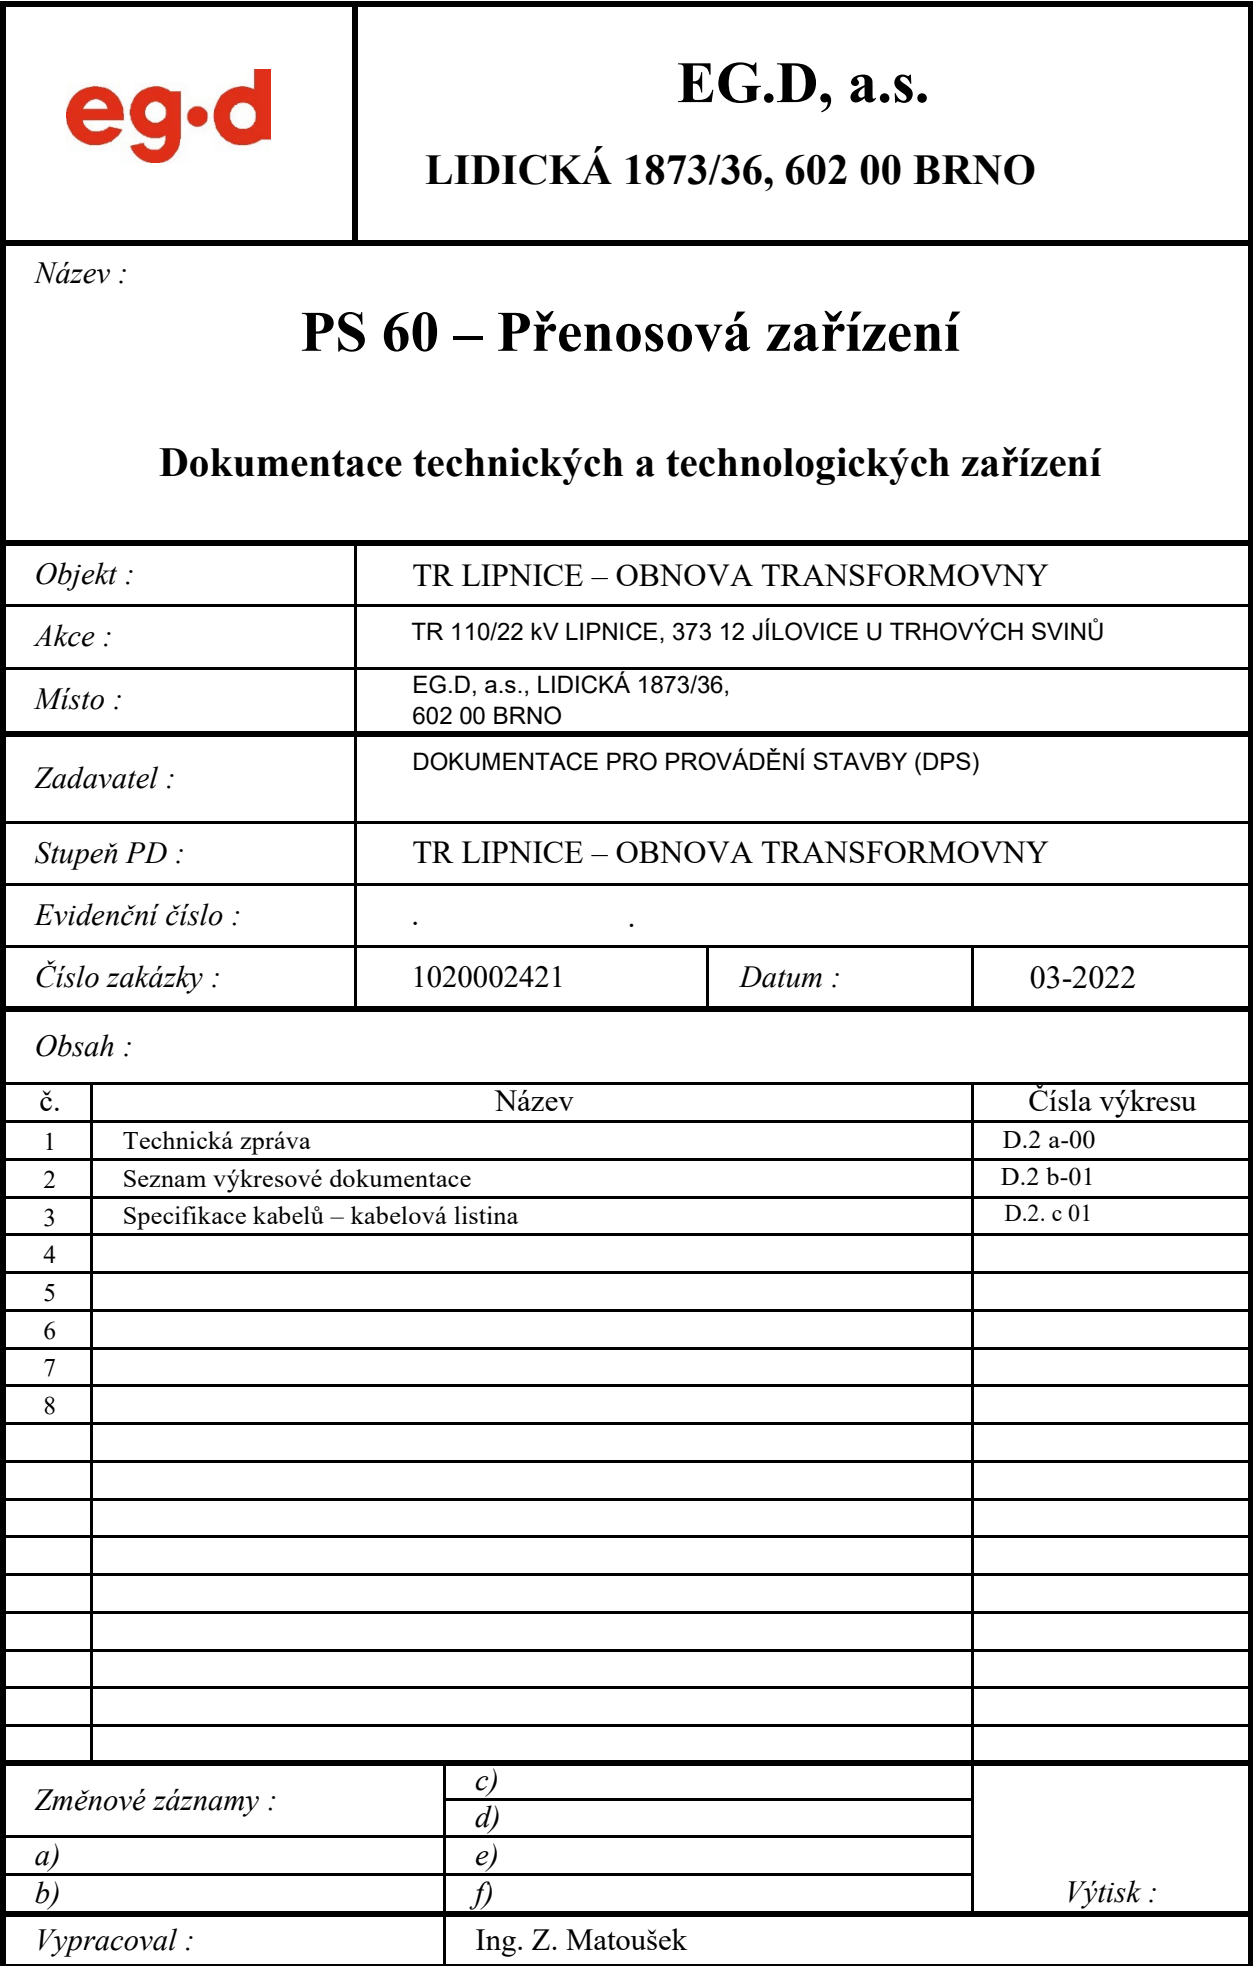 eg·d
EG.D, a.s.
LIDICKÁ 1873/36, 602 00 BRNO
Název :
PS 60 – Přenosová zařízení
Dokumentace technických a technologických zařízení
Objekt : TR LIPNICE – OBNOVA TRANSFORMOVNY
Akce : TR 110/22 kV LIPNICE, 373 12 JÍLOVICE U TRHOVÝCH SVINŮ
Místo : EG.D, a.s., LIDICKÁ 1873/36,
602 00 BRNO
Zadavatel : DOKUMENTACE PRO PROVÁDĚNÍ STAVBY (DPS)
Stupeň PD : TR LIPNICE – OBNOVA TRANSFORMOVNY
Evidenční číslo : . .
Číslo zakázky : 1020002421 Datum : 03-2022
Obsah :
č. Název Čísla výkresu
1 Technická zpráva D.2 a-00
2 Seznam výkresové dokumentace D.2 b-01
3 Specifikace kabelů – kabelová listina D.2. c 01
4
5
6
7
8
Změnové záznamy : c)
d)
a) e)
b) f) Výtisk :
Vypracoval : Ing. Z. Matoušek